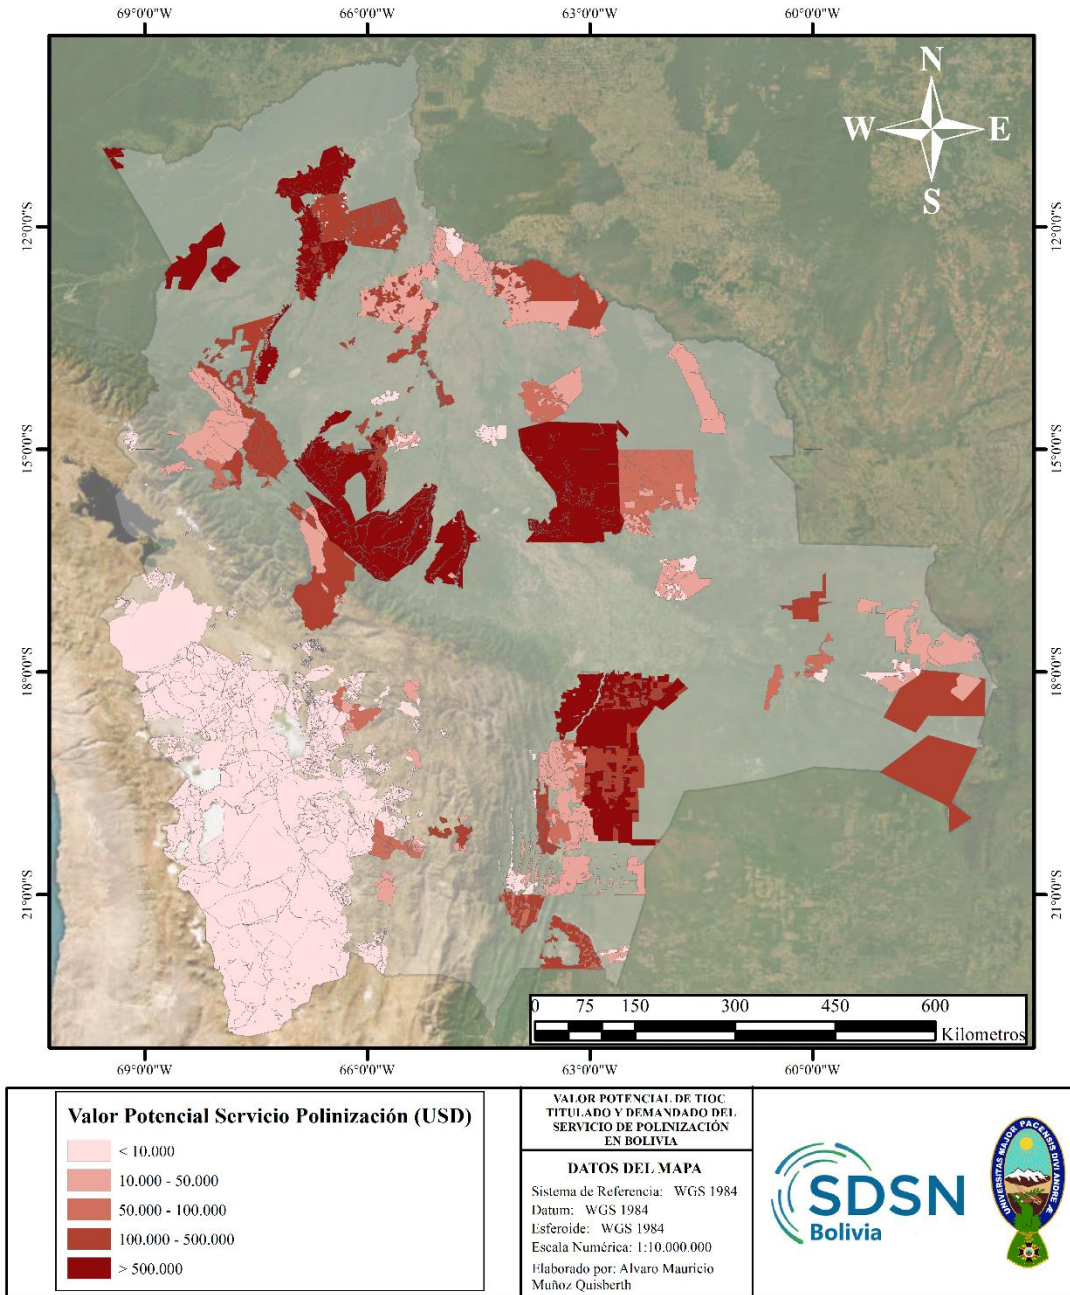 69°0'0"W 66°0'0"W 63°0'0"W 60°0'0"W
N
W E
S
12°0'0"S 12°0'0"S
15°0'0"S 15°0'0"S
18°0'0"S 18°0'0"S
21°0'0"S 21°0'0"S
0 75 150 300 450 600
Kilometros
69°0'0"W 66°0'0"W 63°0'0"W 60°0'0"W
Valor Potencial Servicio Polinización (USD)
< 10.000
10.000 - 50.000
50.000 - 100.000
100.000 - 500.000
> 500.000
VALOR POTENCIAL DE TIOC
TITULADO Y DEMANDADO DEL
SERVICIO DE POLINIZACIÓN
EN BOLIVIA
DATOS DEL MAPA
Sistema de Referencia: WGS 1984
Datum: WGS 1984
Esferoide: WGS 1984
Escala Numérica: 1:10.000.000
Elaborado por: Alvaro Mauricio
Muñoz Quisberth
SDSN
Bolivia
UNIVERSITAS MAJOR PACENSIS DIVI ANDRE Æ